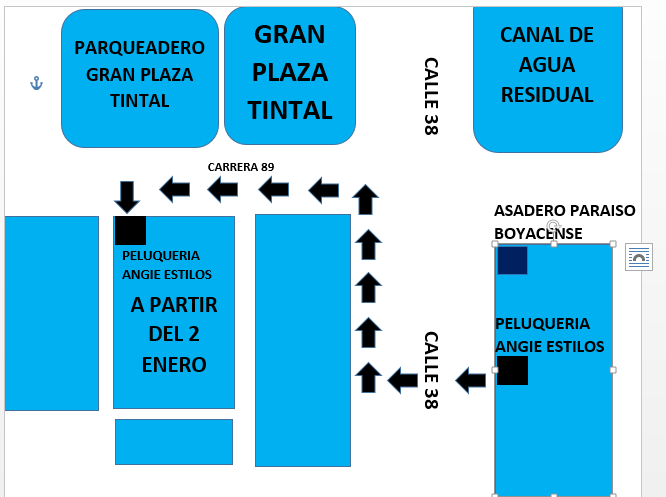 PARQUEADERO
GRAN PLAZA
TINTAL
GRAN
PLAZA
TINTAL
CALLE 38
CANAL DE
AGUA
RESIDUAL
CARRERA 89
ASADERO PARAISO
BOYACENSE
PELUQUERIA
ANGIE ESTILOS
A PARTIR
DEL 2
ENERO
CALLE 38
PELUQUERIA
ANGIE ESTILOS